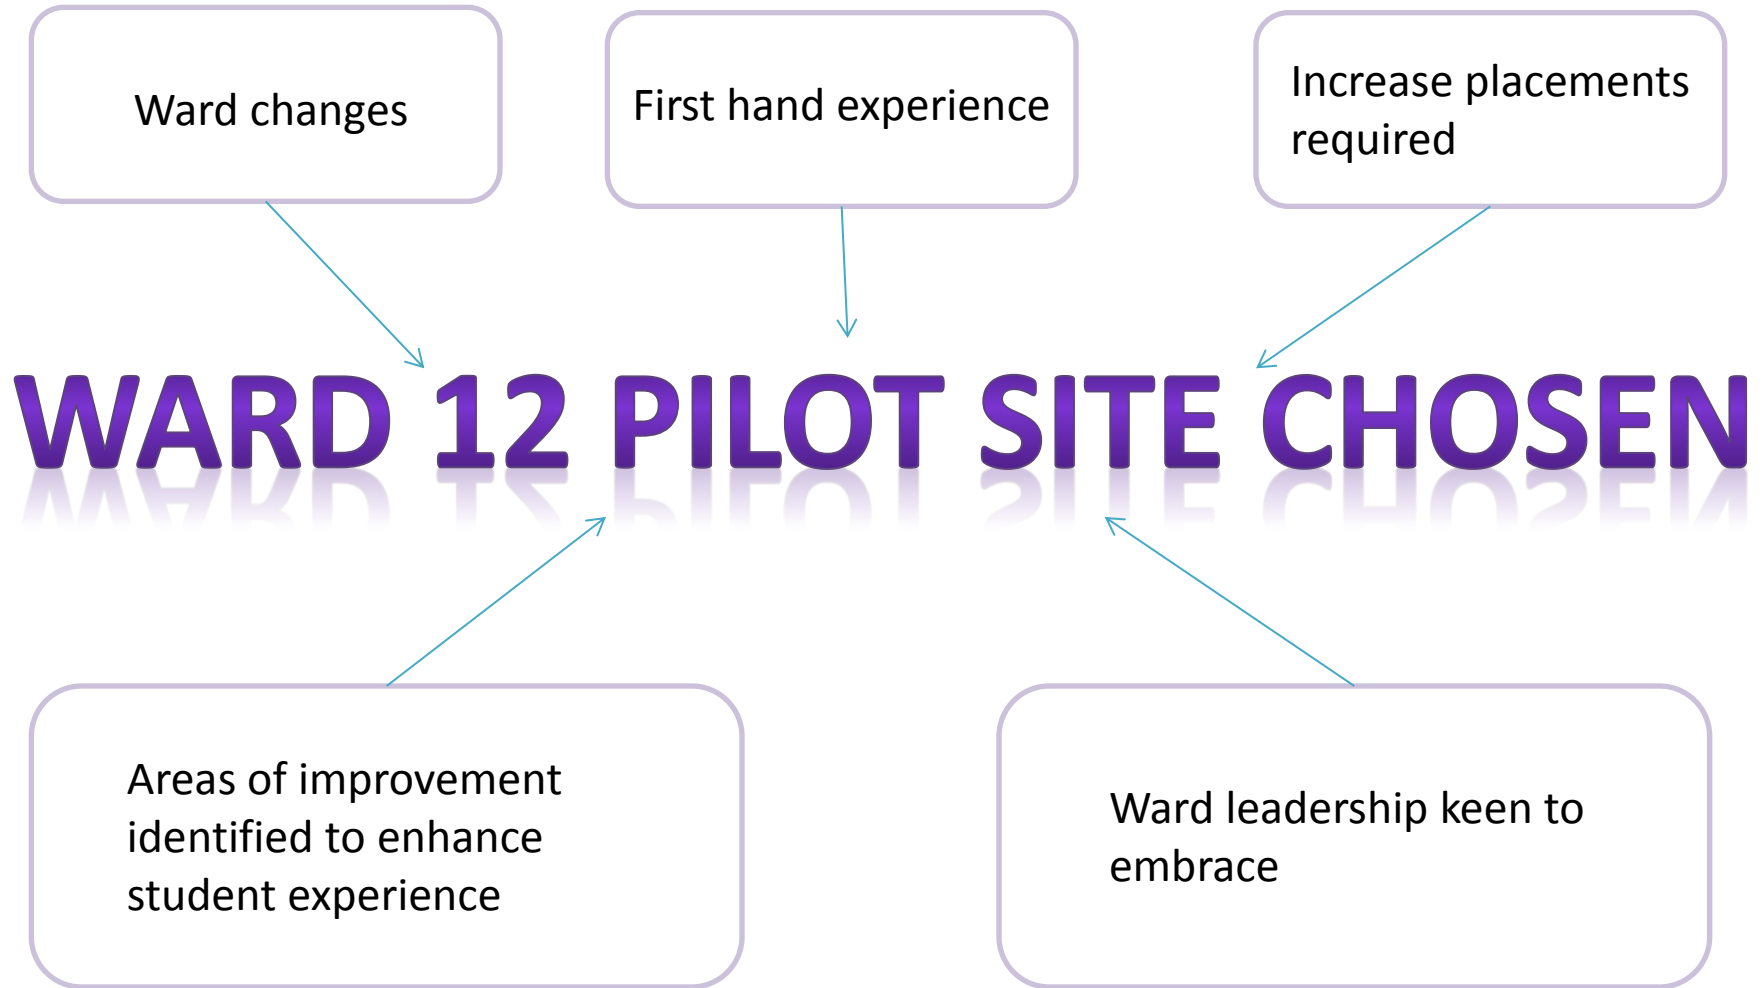 Ward changes
First hand experience
Increase placements
required
WARD 12 PILOT SITE CHOSEN
Areas of improvement
identified to enhance
student experience
Ward leadership keen to
embrace